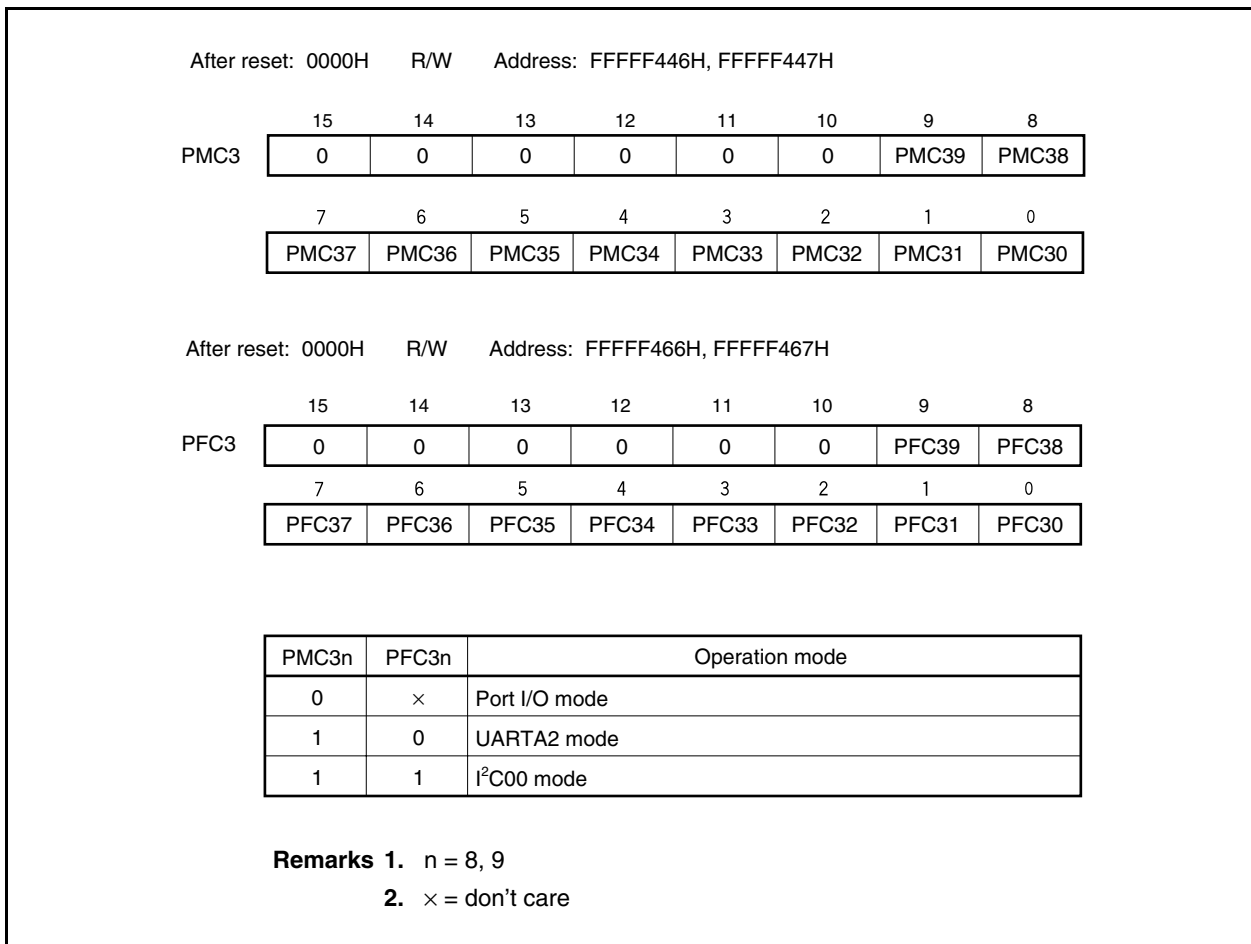 After reset: 0000H R/W Address: FFFFF446H, FFFFF447H
15 14 13 12 11 10 9 8
PMC3 0 0 0 0 0 0 PMC39 PMC38
7 6 5 4 3 2 1 0
PMC37 PMC36 PMC35 PMC34 PMC33 PMC32 PMC31 PMC30
After reset: 0000H R/W Address: FFFFF466H, FFFFF467H
15 14 13 12 11 10 9 8
PFC3 0 0 0 0 0 0 PFC39 PFC38
7 6 5 4 3 2 1 0
PFC37 PFC36 PFC35 PFC34 PFC33 PFC32 PFC31 PFC30
PMC3n PFC3n Operation mode
0 × Port I/O mode
1 0 UARTA2 mode
1 1 I²C00 mode
Remarks 1. n = 8, 9
2. × = don't care